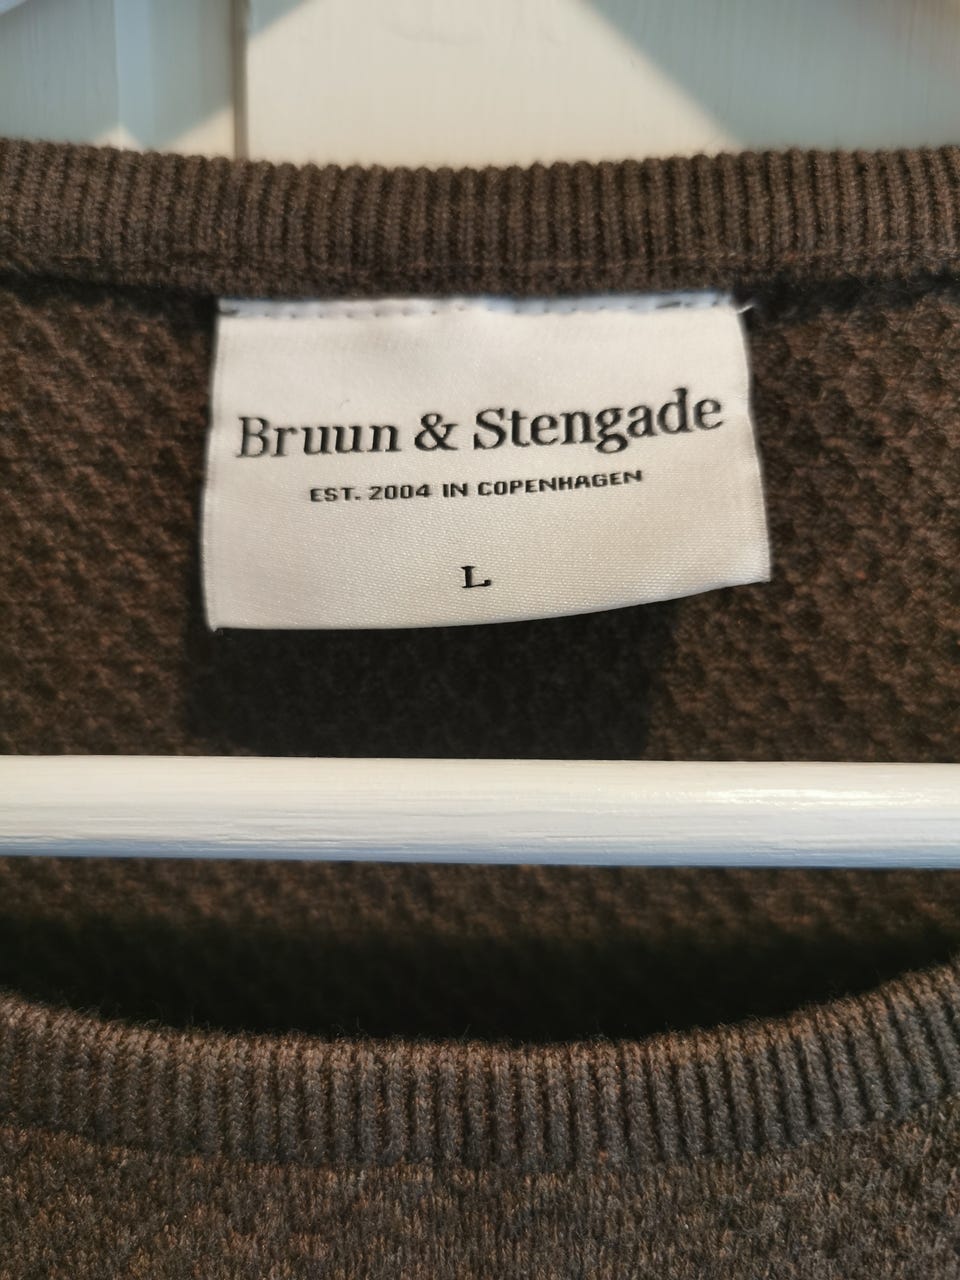 Bruun & Stengade
EST. 2004 IN COPENHAGEN
L